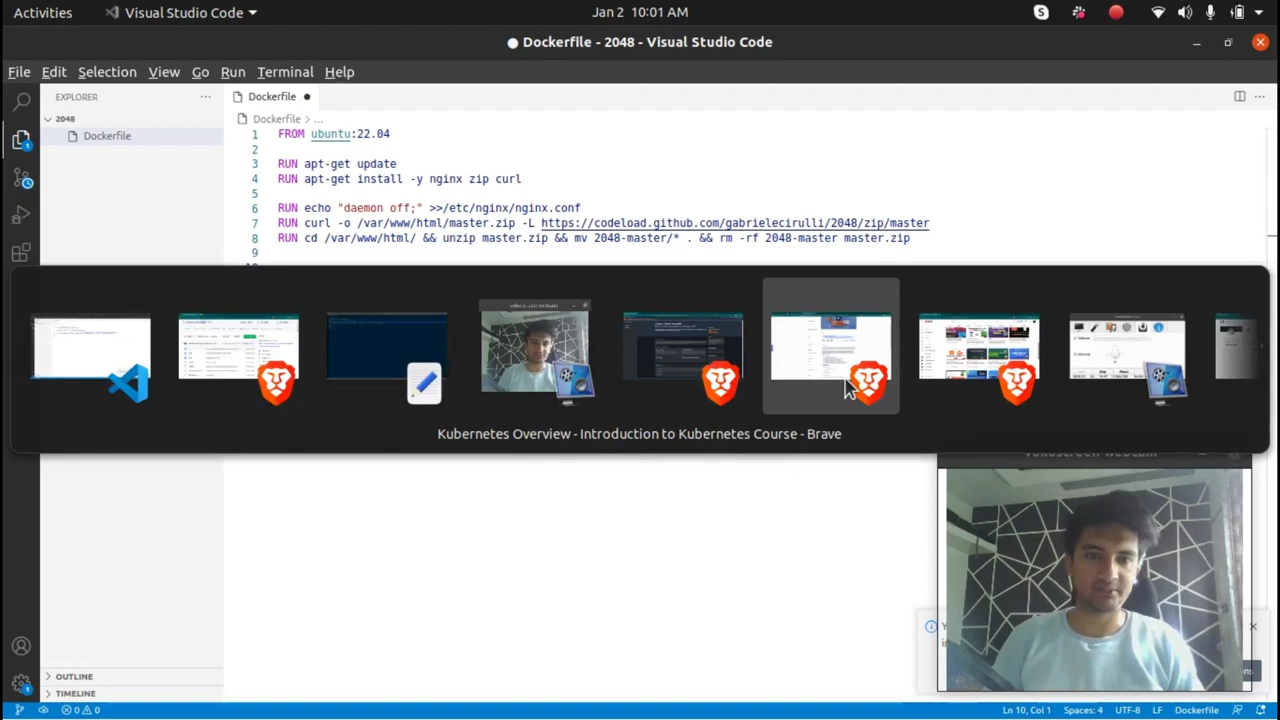 Activities
Visual Studio Code
Jan 2 10:01 AM
Dockerfile - 2048 - Visual Studio Code
File Edit Selection View Go Run Terminal Help
EXPLORER
Dockerfile
2048
Dockerfile > ...
Dockerfile
1 FROM ubuntu:22.04
2
3 RUN apt-get update
4 RUN apt-get install -y nginx zip curl
5
6 RUN echo "daemon off;" >>/etc/nginx/nginx.conf
7 RUN curl -o /var/www/html/master.zip -L https://codeload.github.com/gabrielecirulli/2048/zip/master
8 RUN cd /var/www/html/ && unzip master.zip && mv 2048-master/* . && rm -rf 2048-master master.zip
9
Kubernetes Overview - Introduction to Kubernetes Course - Brave
OUTLINE
TIMELINE
0 0
Ln 10, Col 1 Spaces: 4 UTF-8 LF Dockerfile